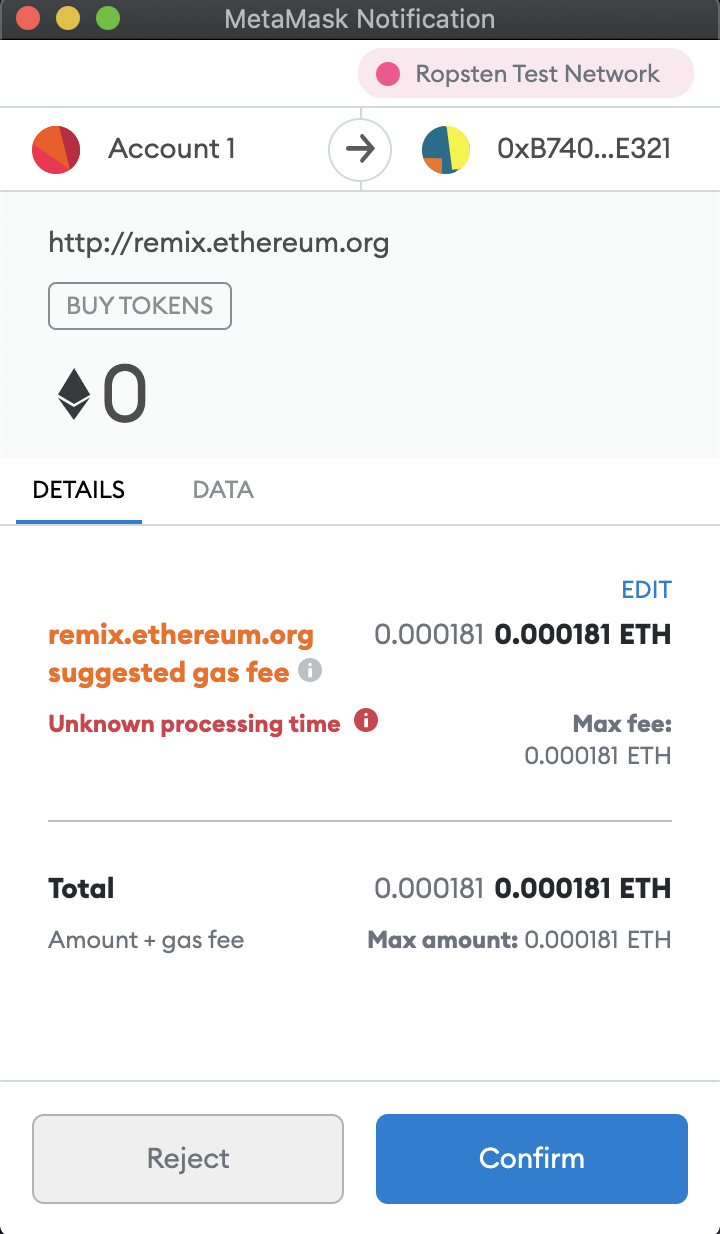 MetaMask Notification
Ropsten Test Network
Account 1
0xB740...E321
http://remix.ethereum.org
BUY TOKENS
0
DETAILS
DATA
EDIT
remix.ethereum.org
suggested gas fee
0.000181 0.000181 ETH
Unknown processing time
Max fee:
0.000181 ETH
Total
0.000181 0.000181 ETH
Amount + gas fee
Max amount: 0.000181 ETH
Reject
Confirm